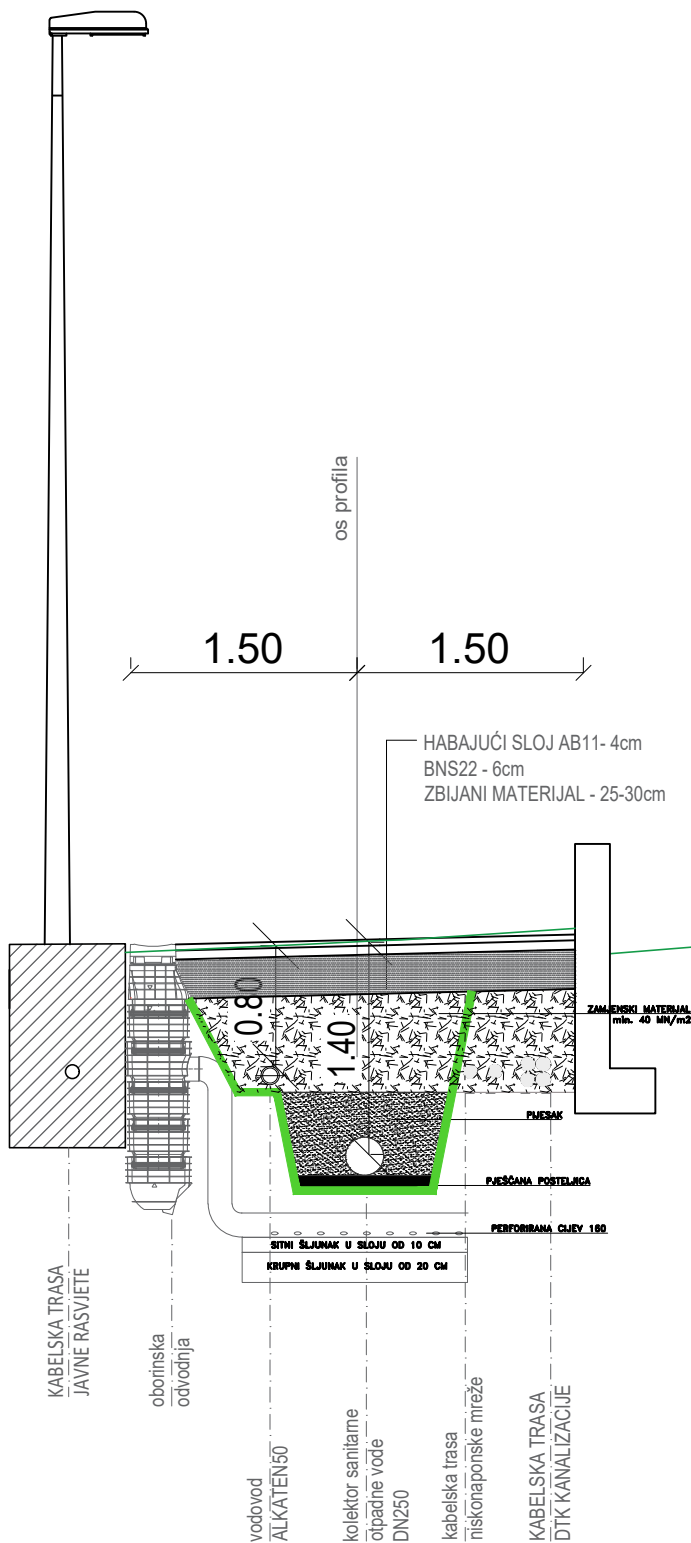 os profila
1.50
1.50
HABAJUĆI SLOJ AB11- 4cm
BNS22 - 6cm
ZBIJANI MATERIJAL - 25-30cm
0.80
1.40
ZAMJENSKI MATERIJAL
min. 40 MN/m2
PIJESAK
PJEŠČANA POSTELJICA
PERFORIRANA CIJEV 160
SITNI ŠLJUNAK U SLOJU OD 10 CM
KRUPNI ŠLJUNAK U SLOJU OD 20 CM
KABELSKA TRASA
JAVNE RASVJETE
oborinska
odvodnja
vodovod
ALKATEN50
kolektor sanitarne
otpadne vode
DN250
kabelska trasa
niskonaponske mreže
KABELSKA TRASA
DTK KANALIZACIJE